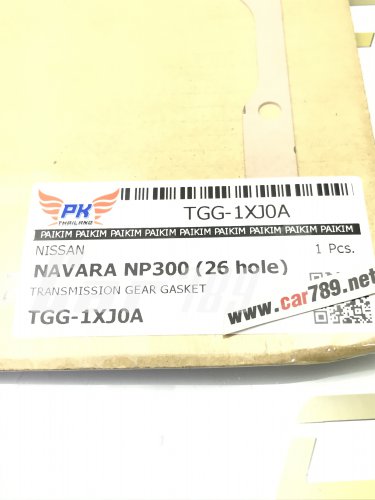 PK
THAILAND
TGG-1XJ0A
PAIKIM PAIKIM PAIKIM PAIKIM PAIKIM PAIKIM PAIKIM PAIKIM PAIKIM
NISSAN
1 Pcs.
NAVARA NP300 (26 hole)
TRANSMISSION GEAR GASKET
TGG-1XJ0A
www.car789.net